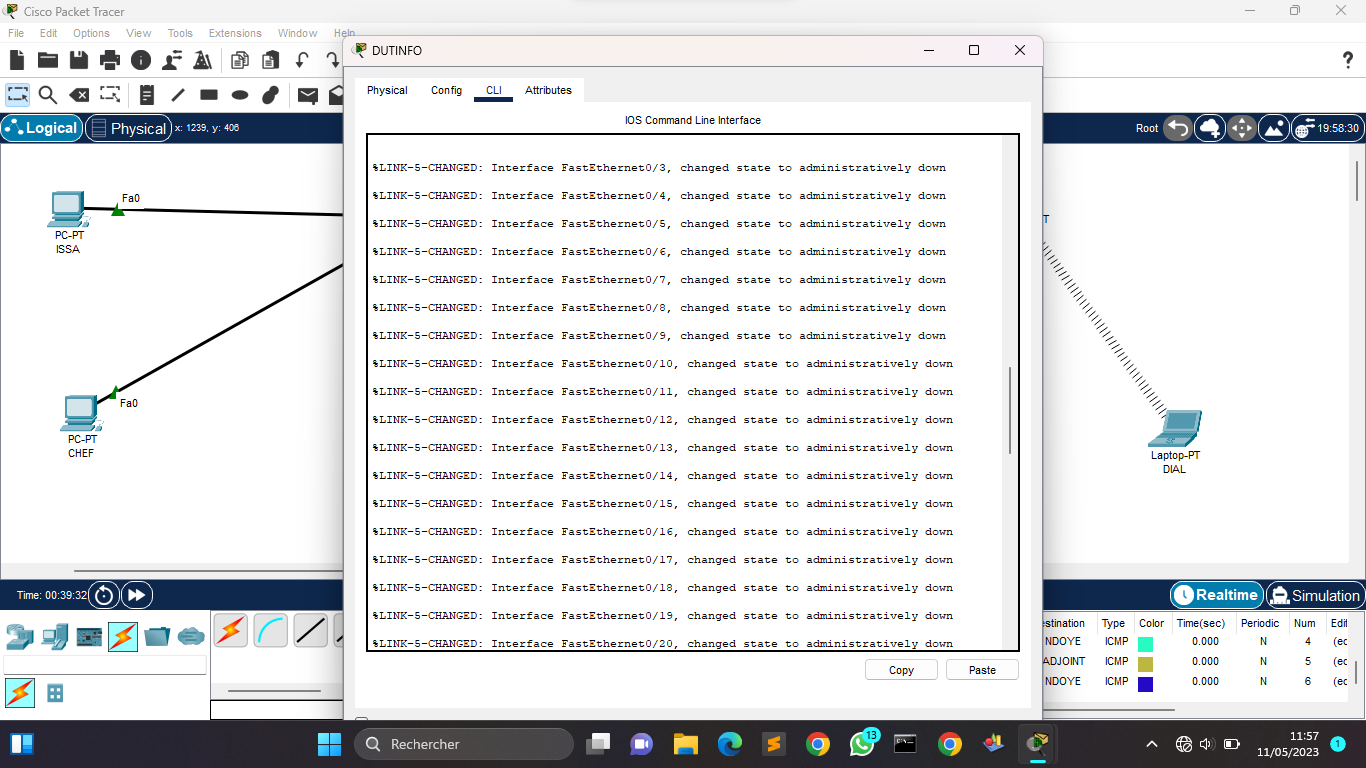 Cisco Packet Tracer
File Edit Options View Tools Extensions Window Help
DUTINFO
Physical Config CLI Attributes
IOS Command Line Interface
Logical Physical x: 1239, y: 406
Root 19:58:30
%LINK-5-CHANGED: Interface FastEthernet0/3, changed state to administratively down
%LINK-5-CHANGED: Interface FastEthernet0/4, changed state to administratively down
%LINK-5-CHANGED: Interface FastEthernet0/5, changed state to administratively down
%LINK-5-CHANGED: Interface FastEthernet0/6, changed state to administratively down
%LINK-5-CHANGED: Interface FastEthernet0/7, changed state to administratively down
%LINK-5-CHANGED: Interface FastEthernet0/8, changed state to administratively down
%LINK-5-CHANGED: Interface FastEthernet0/9, changed state to administratively down
%LINK-5-CHANGED: Interface FastEthernet0/10, changed state to administratively down
%LINK-5-CHANGED: Interface FastEthernet0/11, changed state to administratively down
%LINK-5-CHANGED: Interface FastEthernet0/12, changed state to administratively down
%LINK-5-CHANGED: Interface FastEthernet0/13, changed state to administratively down
%LINK-5-CHANGED: Interface FastEthernet0/14, changed state to administratively down
%LINK-5-CHANGED: Interface FastEthernet0/15, changed state to administratively down
%LINK-5-CHANGED: Interface FastEthernet0/16, changed state to administratively down
%LINK-5-CHANGED: Interface FastEthernet0/17, changed state to administratively down
%LINK-5-CHANGED: Interface FastEthernet0/18, changed state to administratively down
%LINK-5-CHANGED: Interface FastEthernet0/19, changed state to administratively down
%LINK-5-CHANGED: Interface FastEthernet0/20, changed state to administratively down
Copy Paste
Fa0
PC-PT
ISSA
Fa0
PC-PT
CHEF
T
Laptop-PT
DIAL
Time: 00:39:32
Realtime Simulation
estination Type Color Time(sec) Periodic Num Edit
NDOYE ICMP 0.000 N 4 (ec
ADJOINT ICMP 0.000 N 5 (ec
NDOYE ICMP 0.000 N 6 (ec
Rechercher
13
11:57
11/05/2023
1